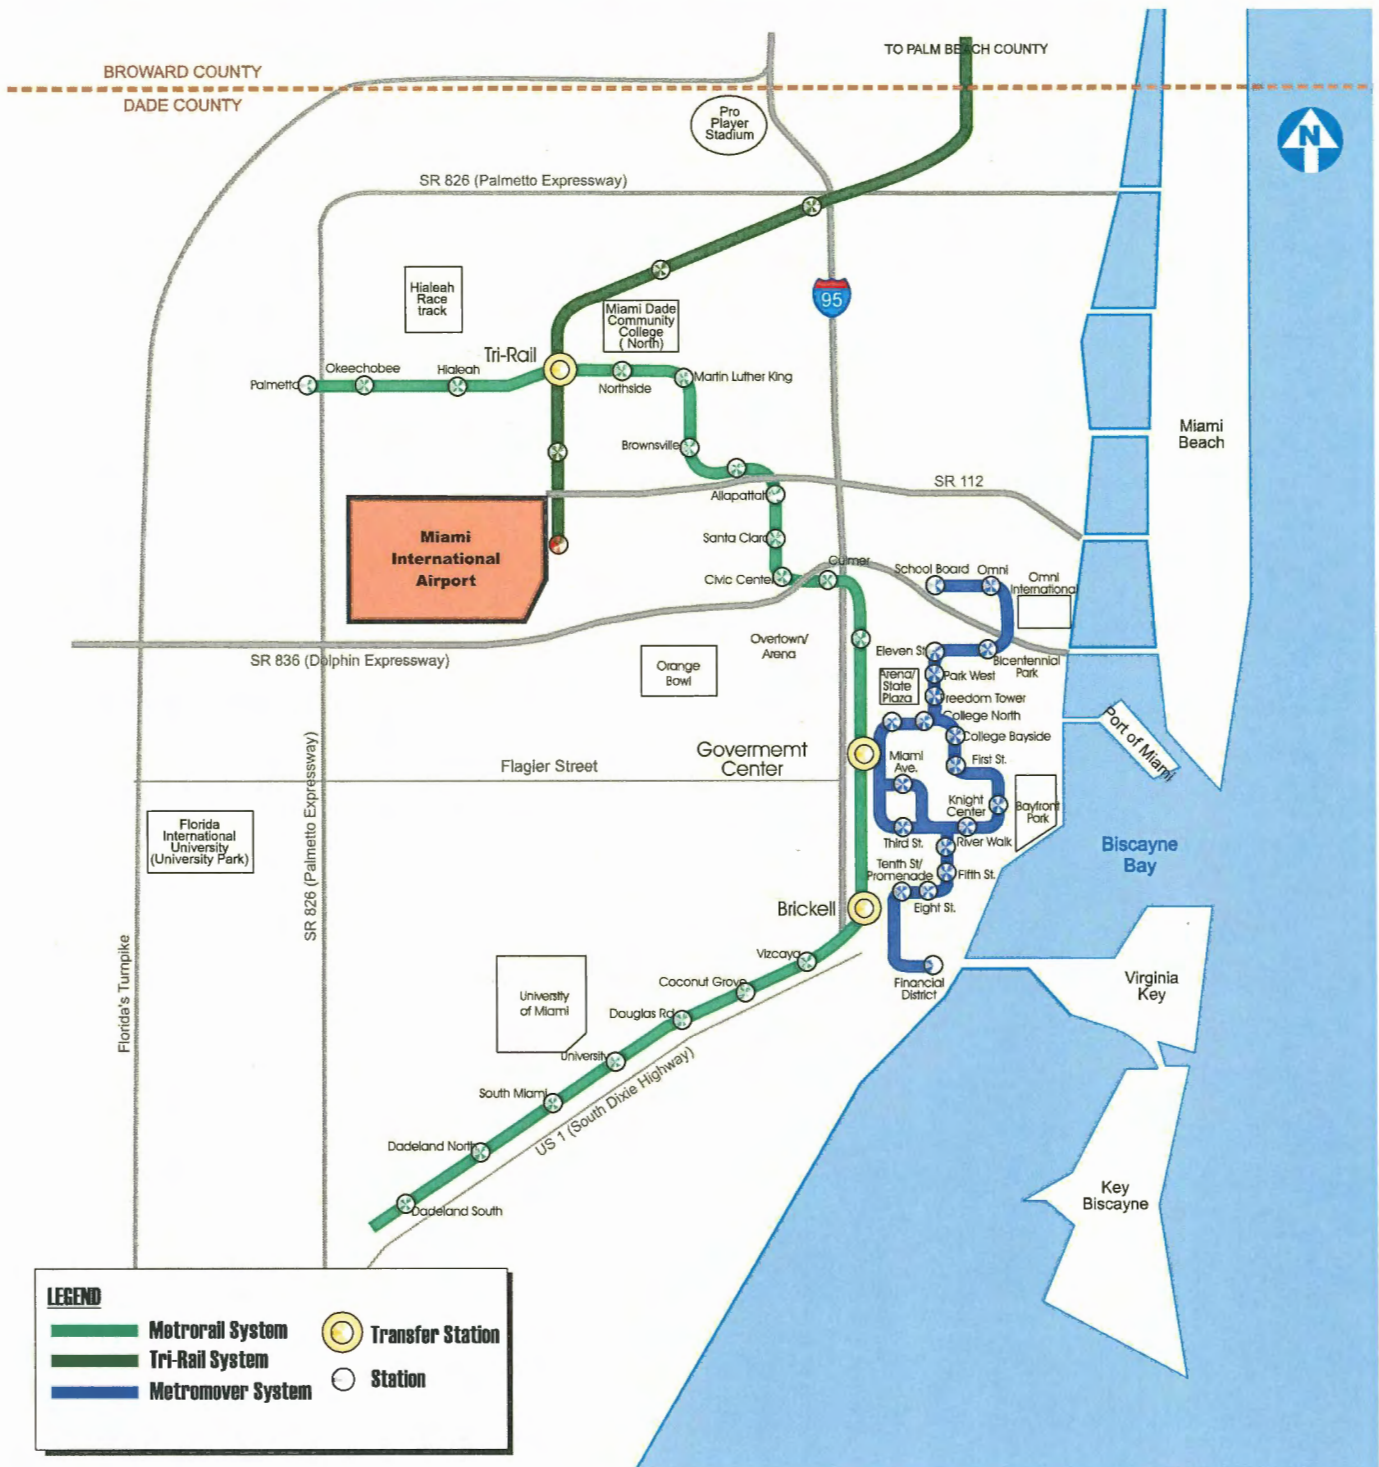 TO PALM BEACH COUNTY
BROWARD COUNTY
DADE COUNTY
Pro
Player
Stadium
N
SR 826 (Palmetto Expressway)
Hialeah
Race
track
95
Miami Dade
Community
College
( North)
Tri-Rail
Okeechobee
Hialeah
Palmetto
Northside
Martin Luther King
Miami
Beach
Brownsville
SR 112
Allapattah
Miami
International
Airport
Santa Clara
Culmer
Civic Center
School Board
Omni
Omni
International
SR 836 (Dolphin Expressway)
Overtown/
Arena
Orange
Bowl
Eleven St.
Bicentennial
Park
Arena/
State
Plaza
Park West
Freedom Tower
College North
College Bayside
Port of Miami
Govermemt
Center
Miami
Ave.
First St.
Flagler Street
Knight
Center
Bayfront
Park
Florida
International
University
(University Park)
Third St.
River Walk
Biscayne
Bay
Tenth St/
Promenade
Fifth St.
Eight St.
SR 826 (Palmetto Expressway)
Brickell
Florida's Turnpike
Vizcaya
Coconut Grove
Financial
District
Virginia
Key
University
of Miami
Douglas Rd.
University
US 1 (South Dixie Highway)
South Miami
Dadeland North
Key
Biscayne
Dadeland South
LEGEND
Metrorail System
Tri-Rail System
Metromover System
Transfer Station
Station